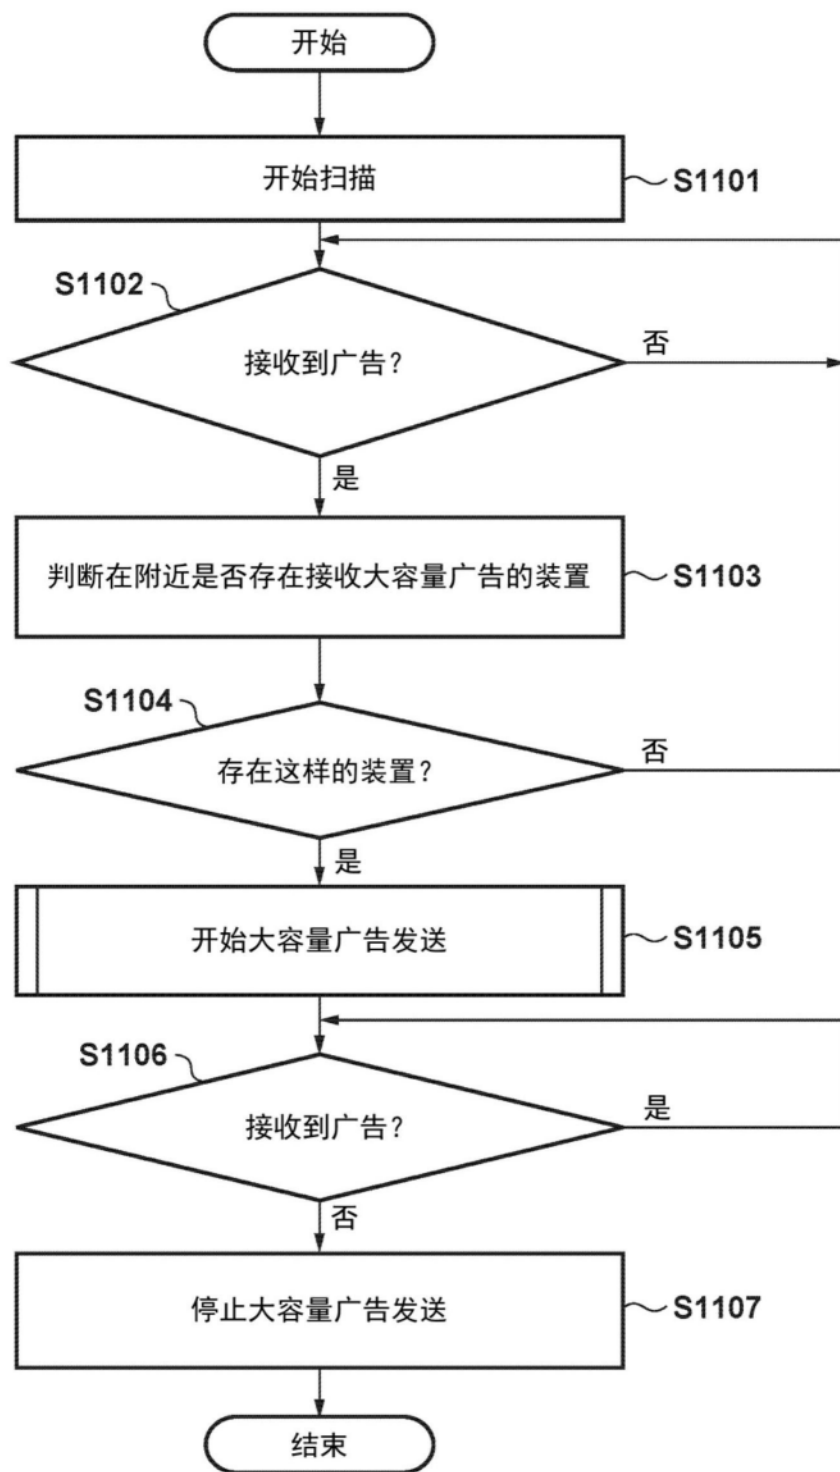 开始
开始扫描
S1101
S1102
接收到广告？
否
是
判断在附近是否存在接收大容量广告的装置
S1103
S1104
存在这样的装置？
否
是
开始大容量广告发送
S1105
S1106
接收到广告？
是
否
停止大容量广告发送
S1107
结束